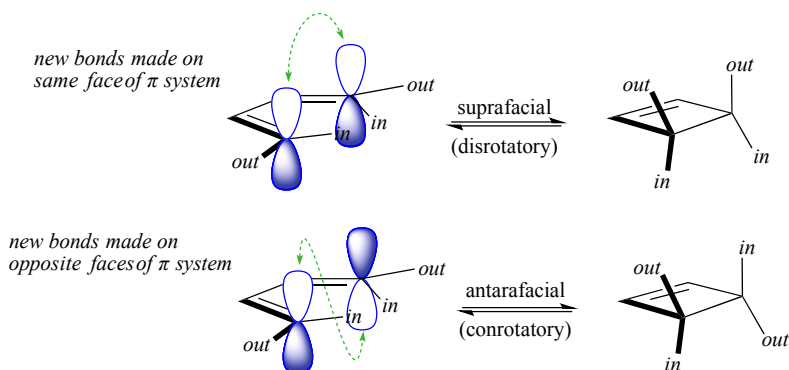 new bonds made on
same face of π system
out
in
in
out
suprafacial
(disrotatory)
out
out
in
in
new bonds made on
opposite faces of π system
out
in
in
out
antarafacial
(conrotatory)
in
out
out
in